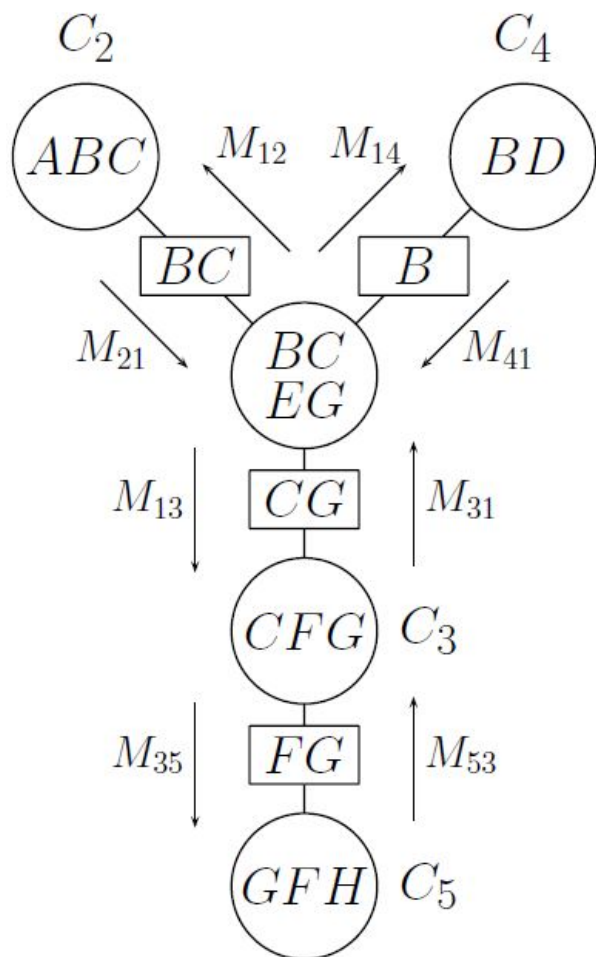 C₂ C₄
ABC M₁₂ M₁₄ BD
BC B
M₂₁ BC M₄₁
EG
M₁₃ CG M₃₁
CFG C₃
M₃₅ FG M₅₃
GFH C₅